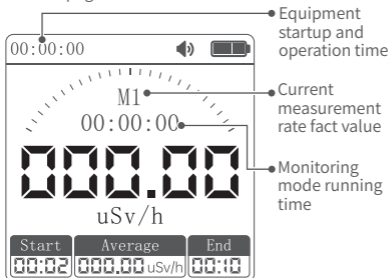 Equipment
startup and
operation time
00:00:00
M1
Current
measurement
rate fact value
00:00:00
000.00
Monitoring
mode running
time
uSv/h
Start Average End
00:02 000.00 uSv/h 00:10